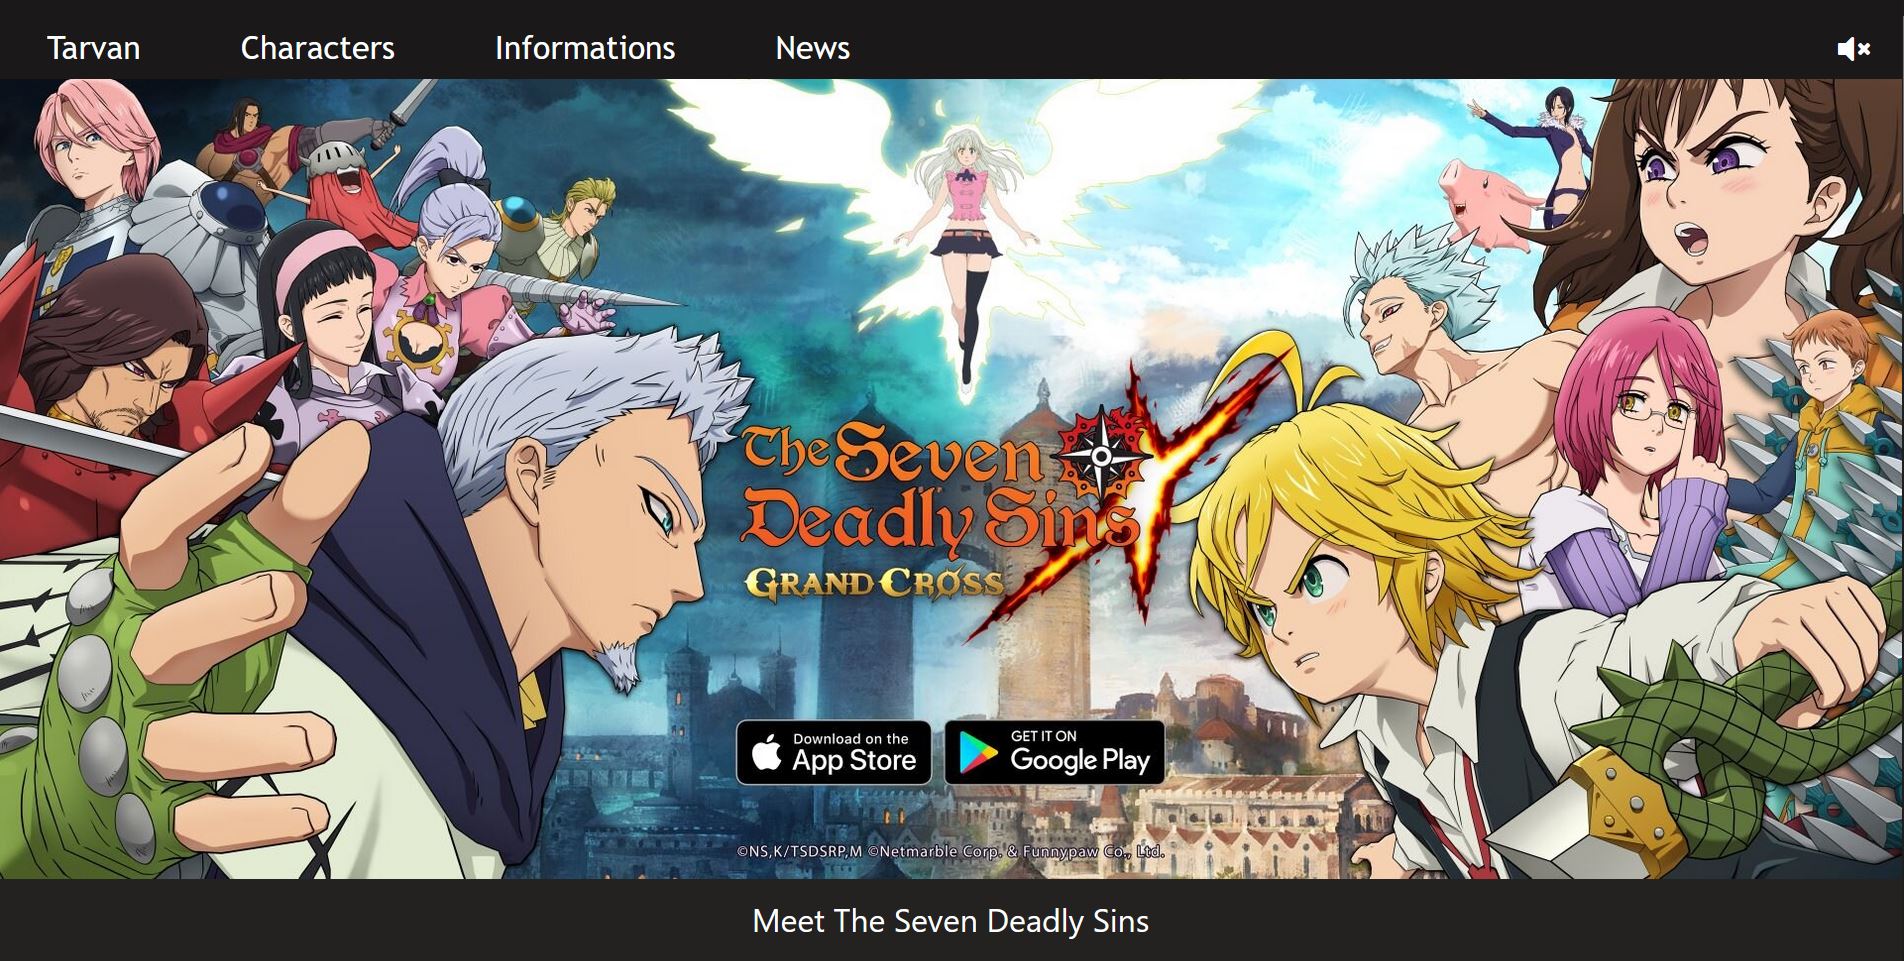 Tarvan
Characters
Informations
News
The Seven
Deadly Sins
GRAND CROSS
Download on the
App Store
GET IT ON
Google Play
©NS,K/TSDSRP,M ©Netmarble Corp. & Funnypaw Co., Ltd.
Meet The Seven Deadly Sins